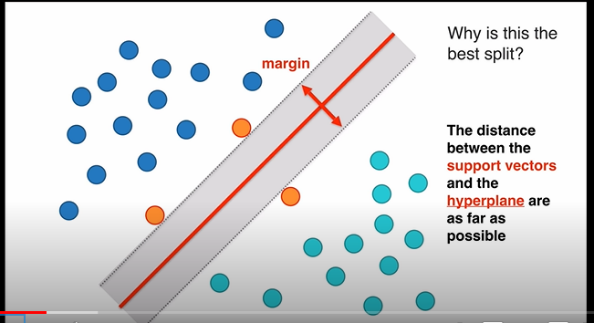 Why is this the
best split?
margin
The distance
between the
support vectors
and the
hyperplane are
as far as
possible